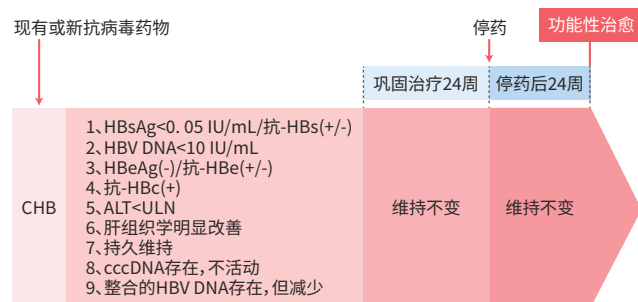 现有或新抗病毒药物
停药
功能性治愈
巩固治疗24周
停药后24周
CHB
1、HBsAg<0. 05 IU/mL/抗-HBs(+/-)
2、HBV DNA<10 IU/mL
3、HBeAg(-)/抗-HBe(+/-)
4、抗-HBc(+)
5、ALT<ULN
6、肝组织学明显改善
7、持久维持
8、cccDNA存在,不活动
9、整合的HBV DNA存在,但减少
维持不变
维持不变